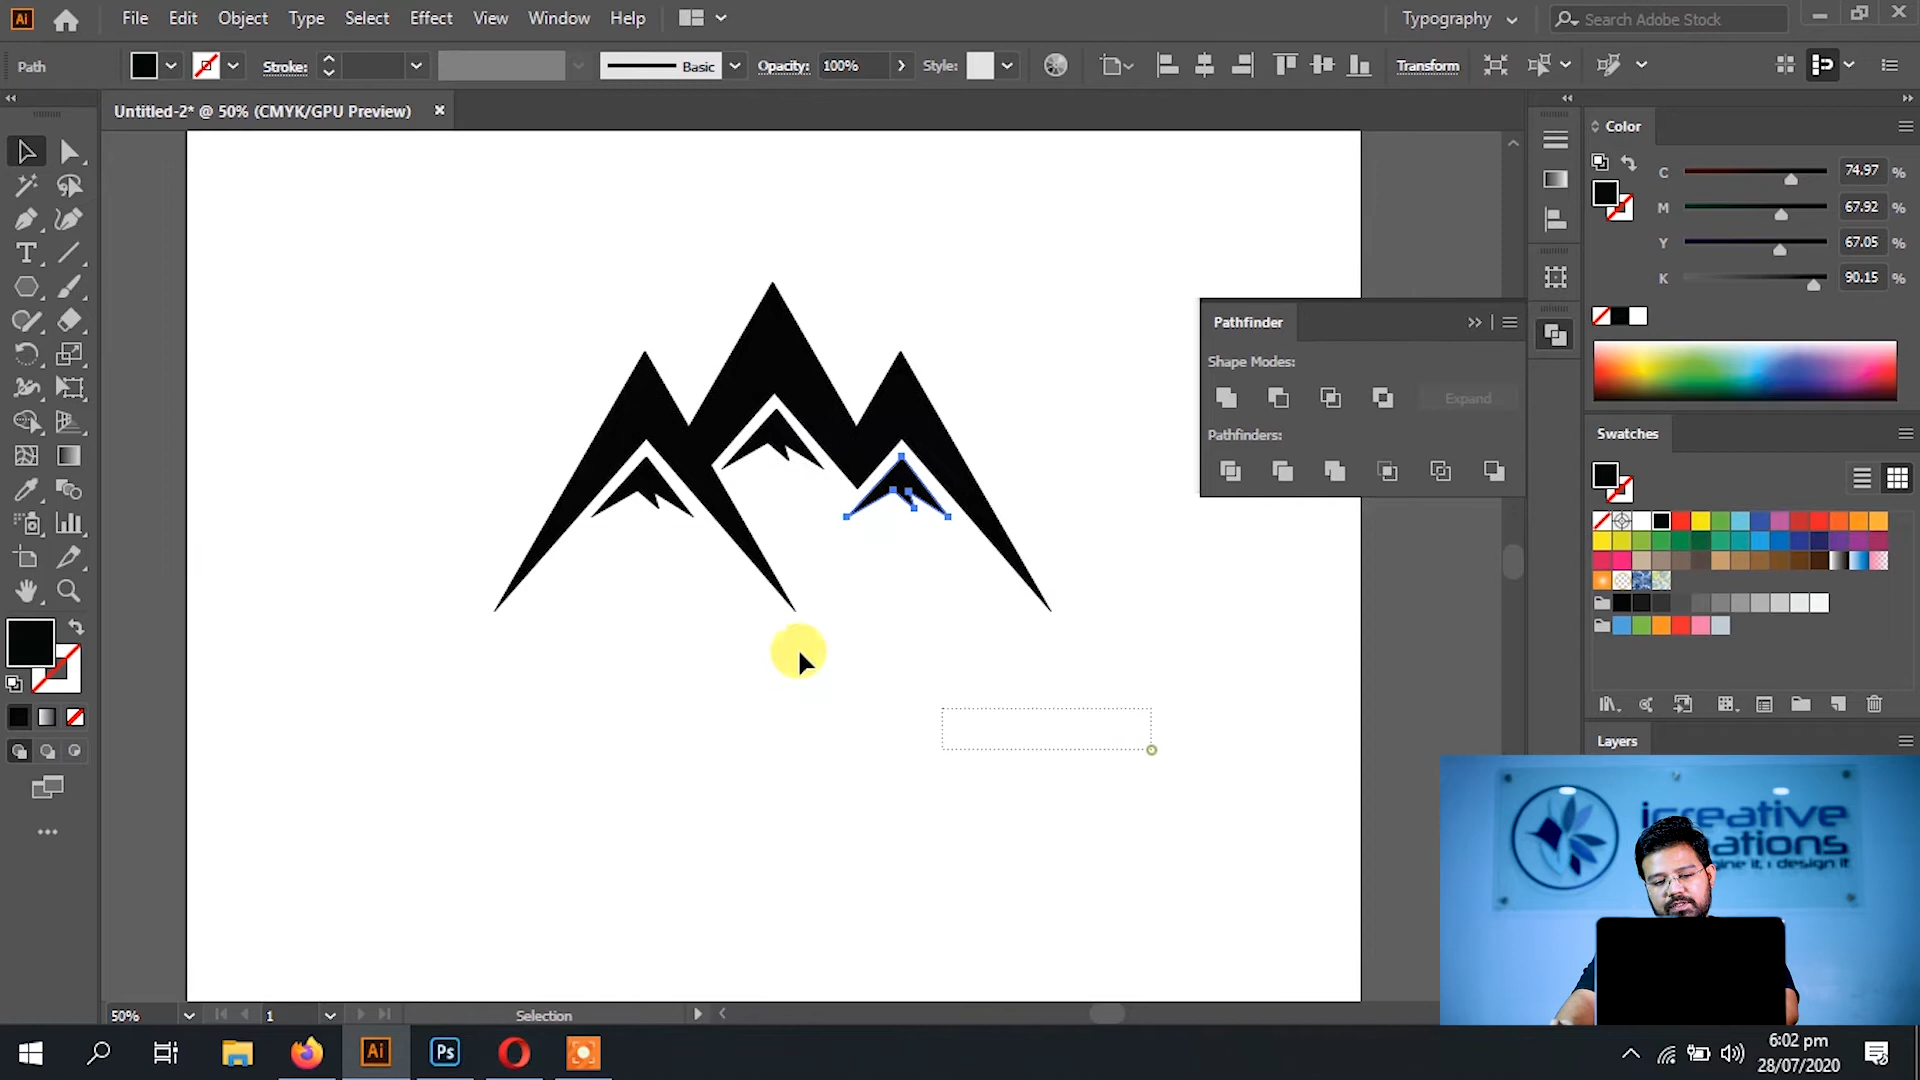 Ai File Edit Object Type Select Effect View Window Help Typography Search Adobe Stock
Path Stroke: Basic Opacity: 100% Style: Transform
Untitled-2* @ 50% (CMYK/GPU Preview)
Color
C 74.97 %
M 67.92 %
Y 67.05 %
K 90.15 %
Pathfinder
Shape Modes:
Expand
Pathfinders:
Swatches
Layers
icreative
ations
ine it, i design it
50% 1 Selection
Ai Ps
6:02 pm
28/07/2020